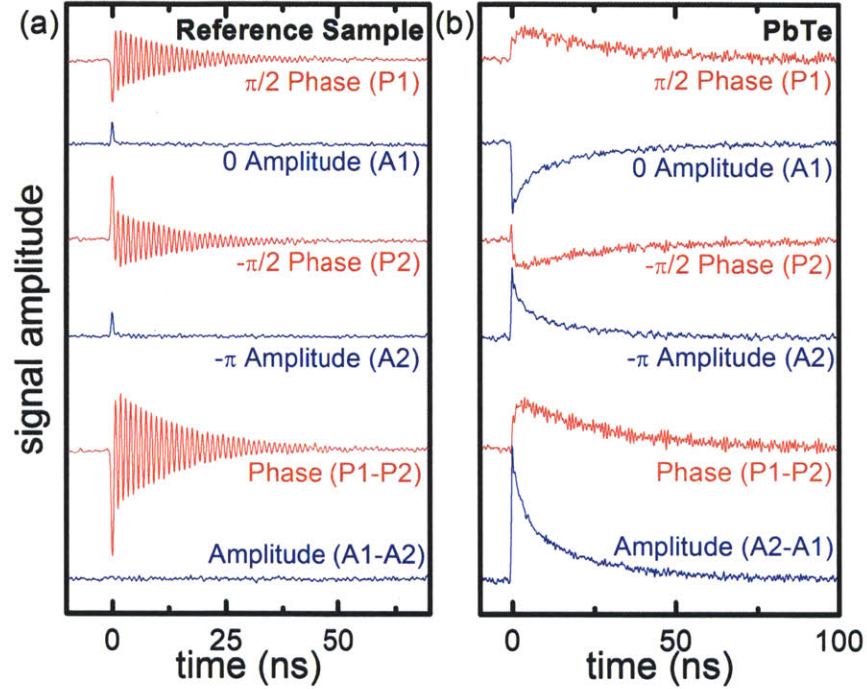 (a) Reference Sample
π/2 Phase (P1)
0 Amplitude (A1)
-π/2 Phase (P2)
-π Amplitude (A2)
Phase (P1-P2)
Amplitude (A1-A2)
0 25 50
time (ns)
signal amplitude
(b) PbTe
π/2 Phase (P1)
0 Amplitude (A1)
-π/2 Phase (P2)
-π Amplitude (A2)
Phase (P1-P2)
Amplitude (A2-A1)
0 50 100
time (ns)